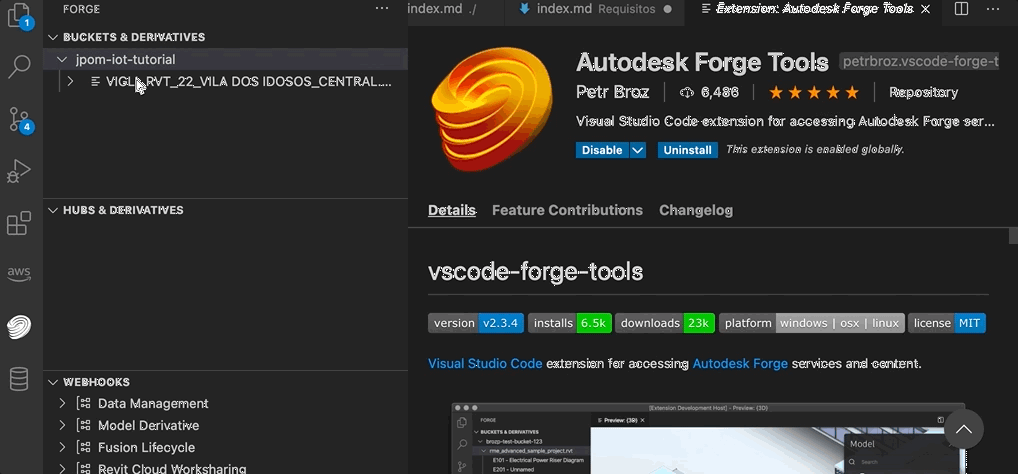 FORGE ...
BUCKETS & DERIVATIVES
jpom-iot-tutorial
VIGLA_RVT_22_VILA DOS IDOSOS_CENTRAL....
HUBS & DERIVATIVES
WEBHOOKS
Data Management
Model Derivative
Fusion Lifecycle
Revit Cloud Worksharing
1
4
aws
index.md ./
index.md Requisitos
Extension: Autodesk Forge Tools
Autodesk Forge Tools petrbroz.vscode-forge-t
Petr Broz 6,486 ★★★★★ Repository
Visual Studio Code extension for accessing Autodesk Forge ser...
Disable Uninstall This extension is enabled globally.
Details Feature Contributions Changelog
vscode-forge-tools
version v2.3.4 installs 6.5k downloads 23k platform windows | osx | linux license MIT
Visual Studio Code extension for accessing Autodesk Forge services and content.
[Extension Development Host] - Preview: {3D}
FORGE
Preview: {3D}
BUCKETS & DERIVATIVES
brozp-test-bucket-123
rme_advanced_sample_project.rvt
E101 - Electrical Power Riser Diagram
E201 - Unnamed
Model
Search